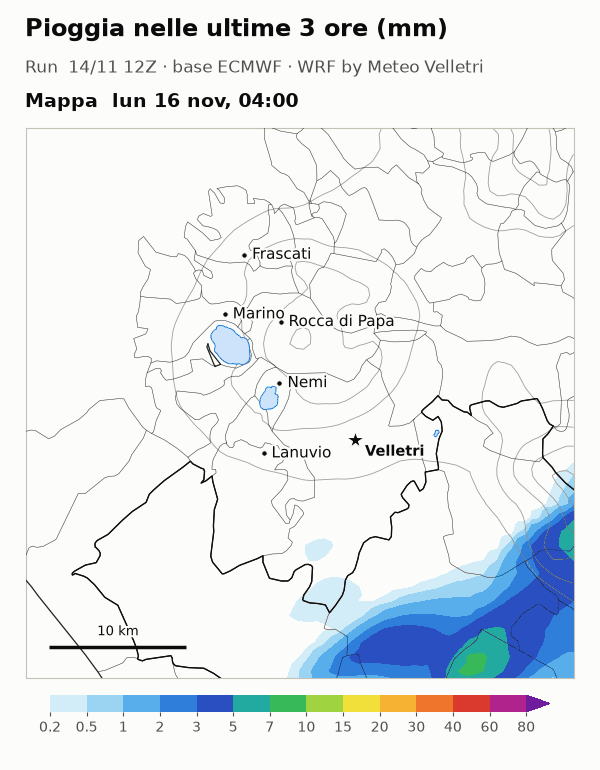 Pioggia nelle ultime 3 ore (mm)
Run  14/11 12Z · base ECMWF · WRF by Meteo Velletri
Mappa  lun 16 nov, 04:00
Frascati
Marino
Rocca di Papa
Nemi
Velletri
Lanuvio
10 km
0.2 0.5 1 2 3 5 7 10 15 20 30 40 60 80